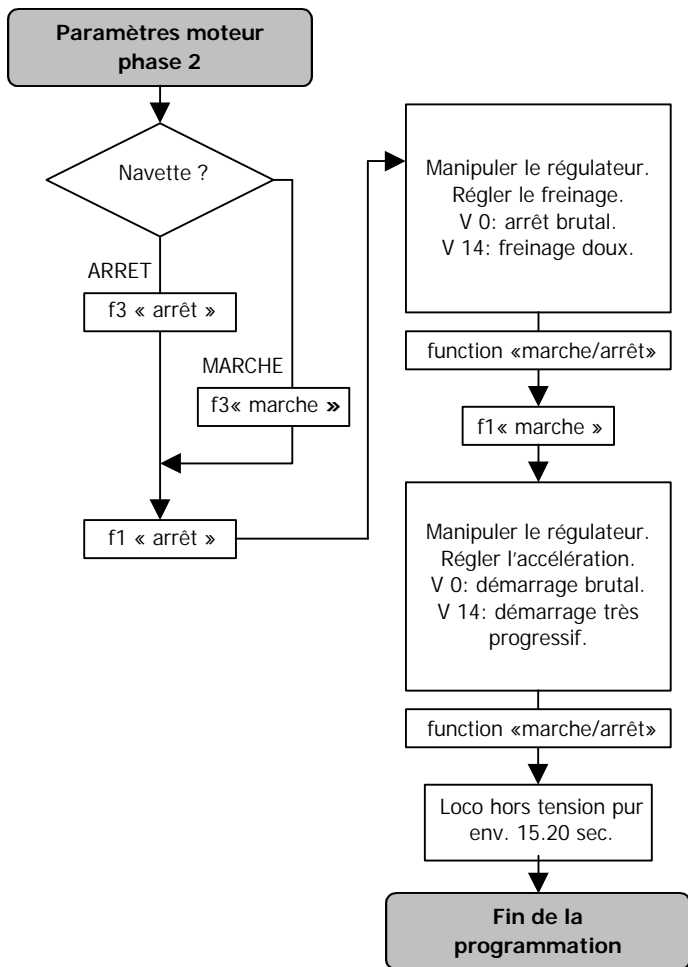 Paramètres moteur
phase 2
Navette ?
ARRET
f3 « arrêt »
MARCHE
f3« marche »
f1 « arrêt »
Manipuler le régulateur.
Régler le freinage.
V 0: arrêt brutal.
V 14: freinage doux.
function «marche/arrêt»
f1« marche »
Manipuler le régulateur.
Régler l'accélération.
V 0: démarrage brutal.
V 14: démarrage très
progressif.
function «marche/arrêt»
Loco hors tension pur
env. 15.20 sec.
Fin de la
programmation